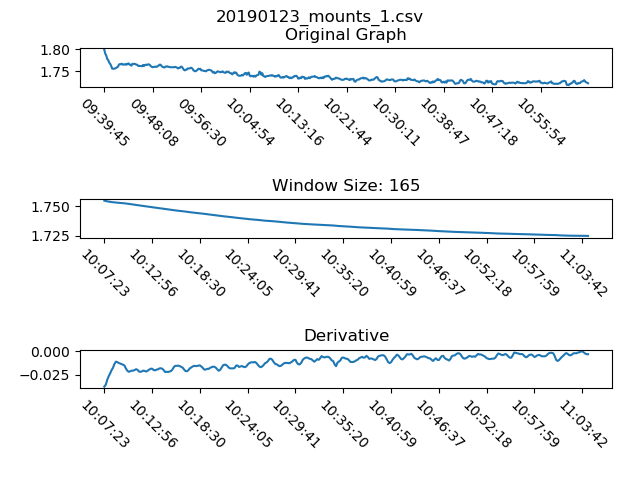 20190123_mounts_1.csv
Original Graph
1.80
1.75
09:39:45 09:48:08 09:56:30 10:04:54 10:13:16 10:21:44 10:30:11 10:38:47 10:47:18 10:55:54
Window Size: 165
1.750
1.725
10:07:23 10:12:56 10:18:30 10:24:05 10:29:41 10:35:20 10:40:59 10:46:37 10:52:18 10:57:59 11:03:42
Derivative
0.000
−0.025
10:07:23 10:12:56 10:18:30 10:24:05 10:29:41 10:35:20 10:40:59 10:46:37 10:52:18 10:57:59 11:03:42